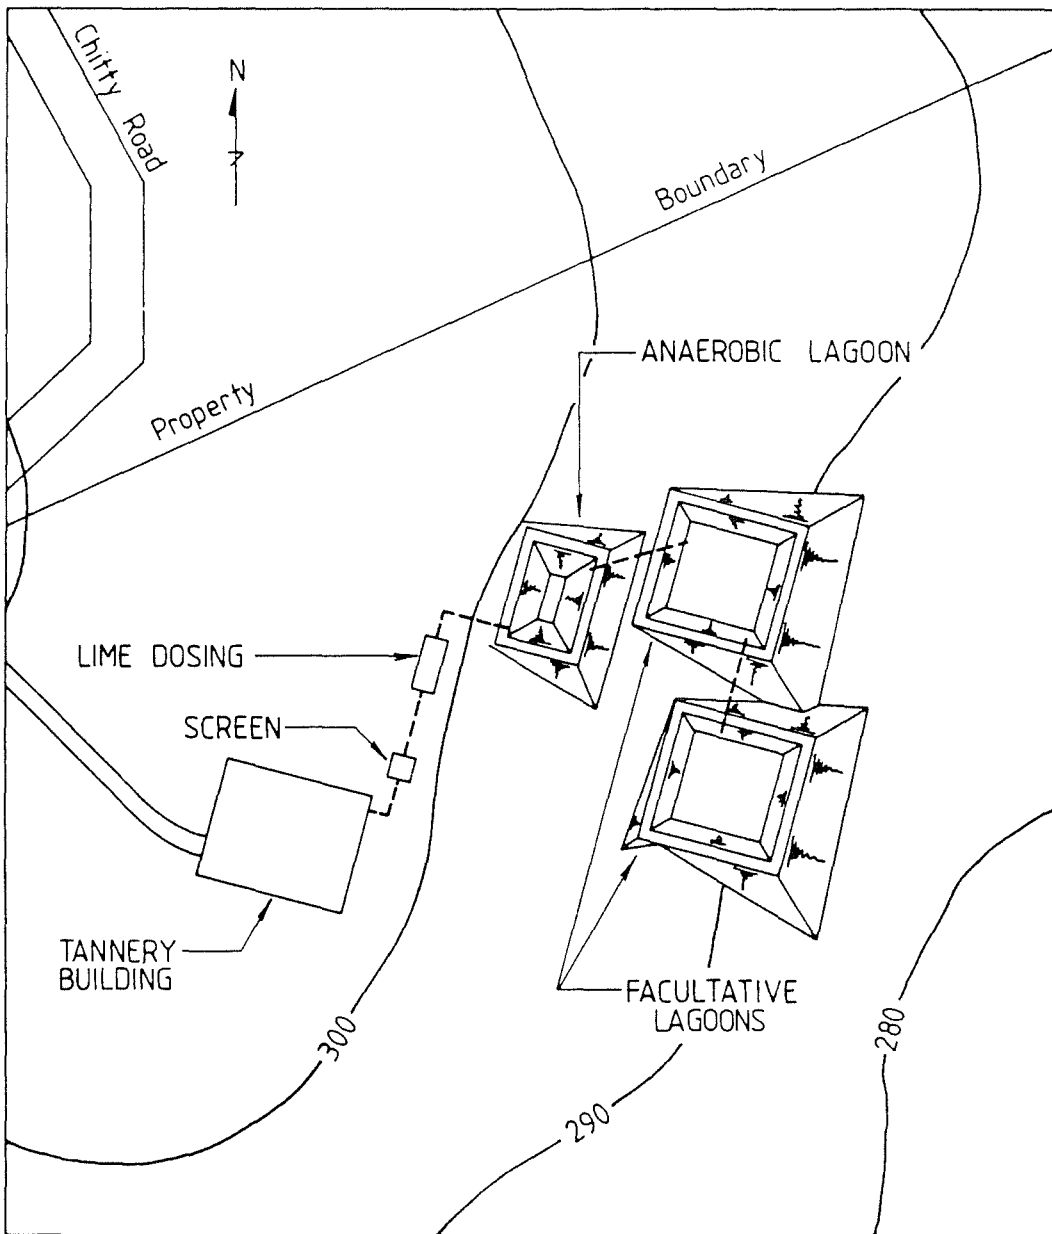 Chitty Road
N
Property Boundary
ANAEROBIC LAGOON
LIME DOSING
SCREEN
TANNERY
BUILDING
FACULTATIVE
LAGOONS
300
290
280